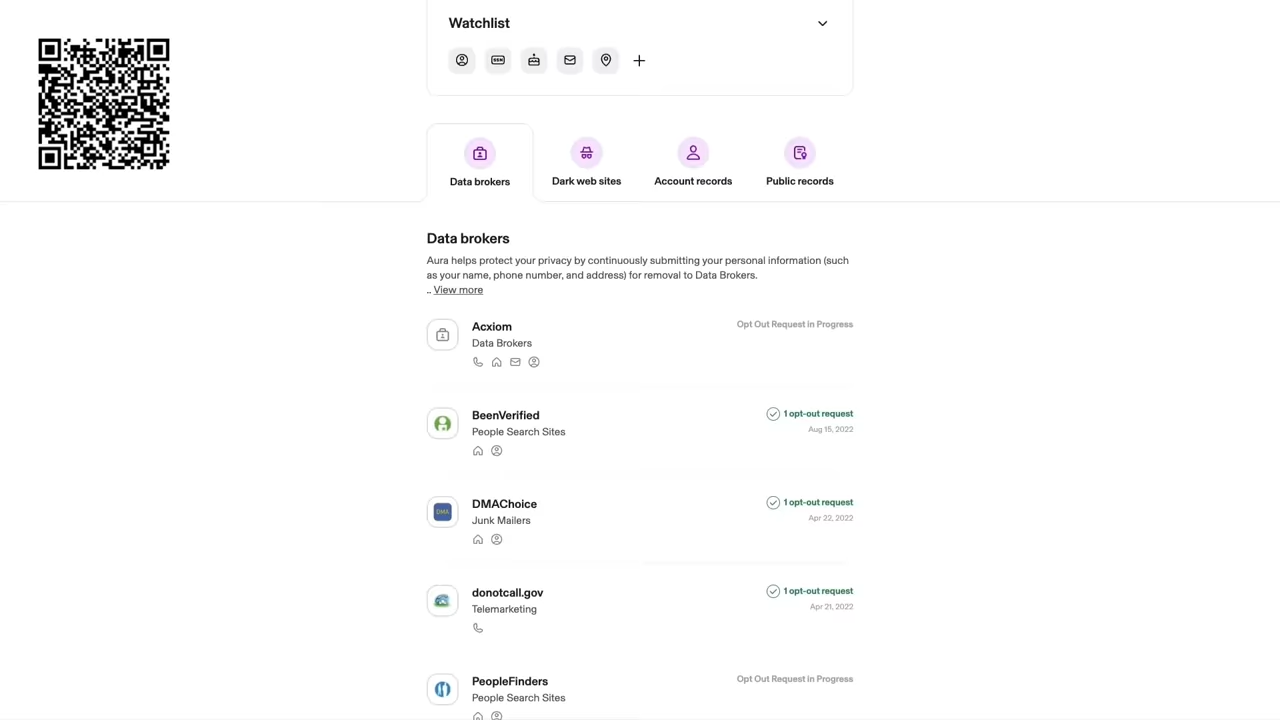 Watchlist
SSN
Data brokers
Dark web sites
Account records
Public records
Data brokers
Aura helps protect your privacy by continuously submitting your personal information (such
as your name, phone number, and address) for removal to Data Brokers.
.. View more
Acxiom
Opt Out Request in Progress
Data Brokers
BeenVerified
1 opt-out request
People Search Sites
Aug 15, 2022
DMAChoice
1 opt-out request
DMA
Junk Mailers
Apr 22, 2022
donotcall.gov
1 opt-out request
Telemarketing
Apr 21, 2022
PeopleFinders
Opt Out Request in Progress
People Search Sites